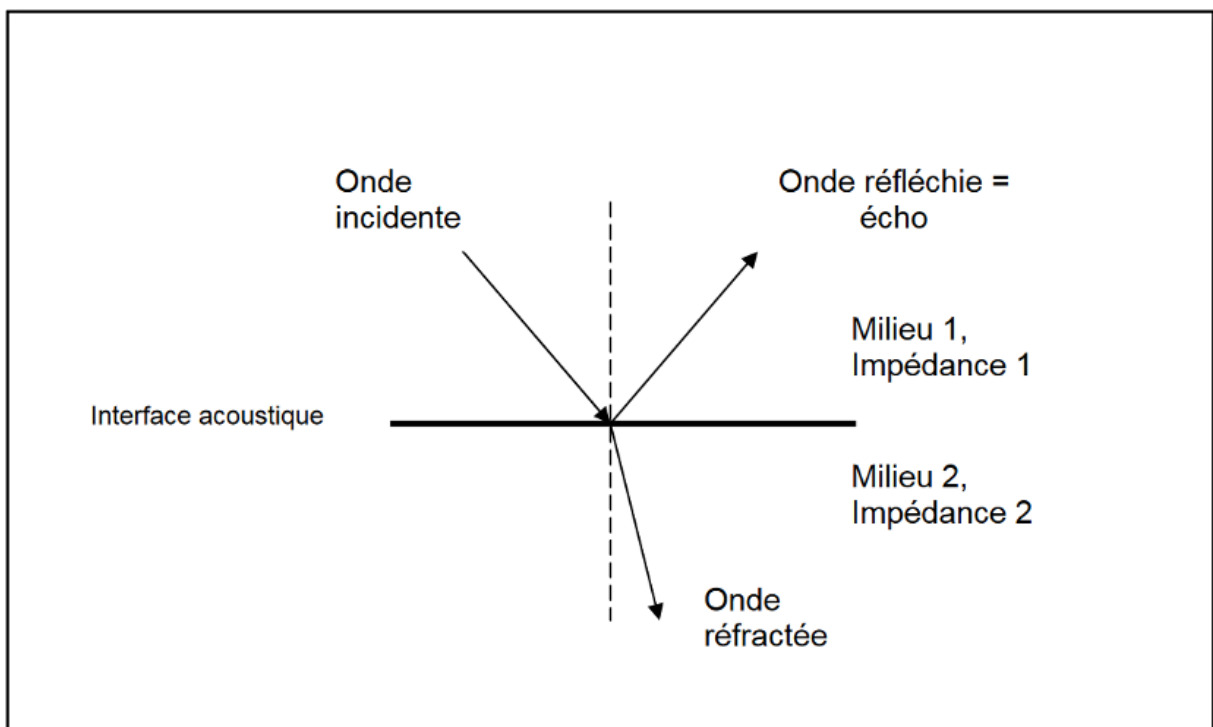 Onde
incidente
Onde réfléchie =
écho
Milieu 1,
Impédance 1
Interface acoustique
Milieu 2,
Impédance 2
Onde
réfractée